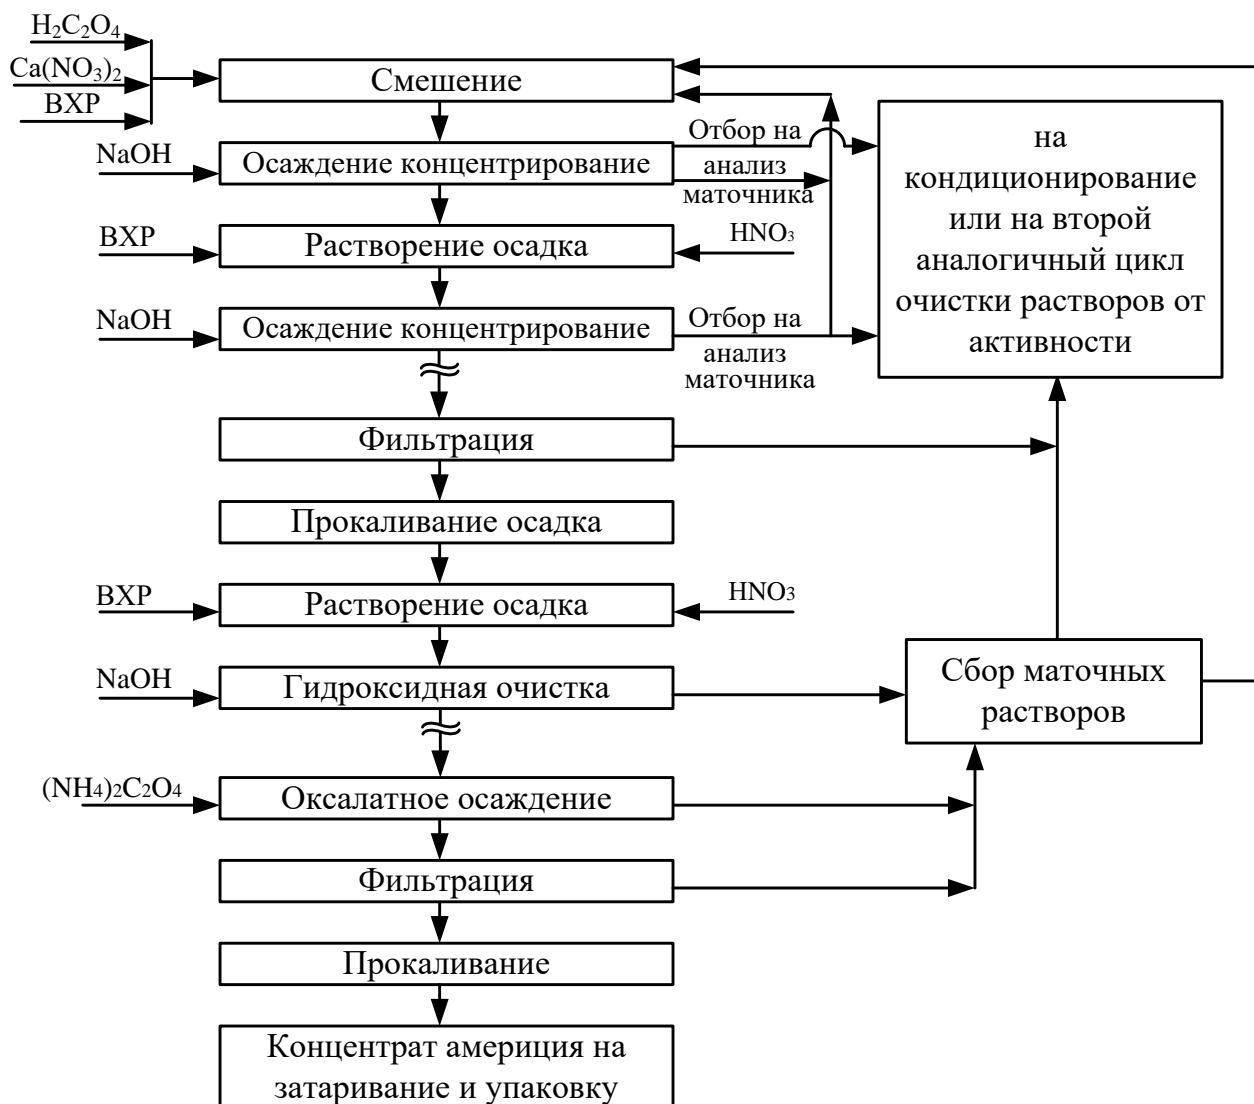 H₂C₂O₄
Ca(NO₃)₂
ВХР
Смешение
NaOH
Осаждение концентрирование
Отбор на
анализ
маточника
на
кондиционирование
или на второй
аналогичный цикл
очистки растворов от
активности
ВХР
Растворение осадка
HNO₃
NaOH
Осаждение концентрирование
Отбор на
анализ
маточника
Фильтрация
Прокаливание осадка
ВХР
Растворение осадка
HNO₃
NaOH
Гидроксидная очистка
Сбор маточных
растворов
(NH₄)₂C₂O₄
Оксалатное осаждение
Фильтрация
Прокаливание
Концентрат америция на
затаривание и упаковку